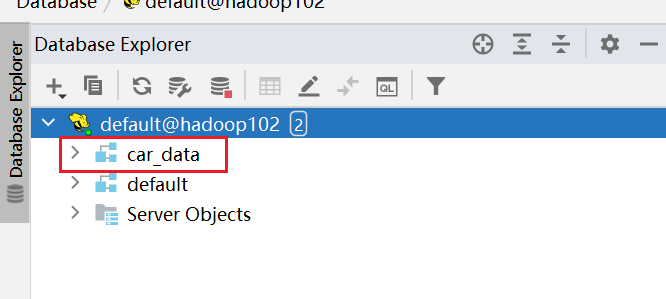 Database / default@hadoop102
Database Explorer
Database Explorer
QL
default@hadoop102 2
car_data
default
Server Objects